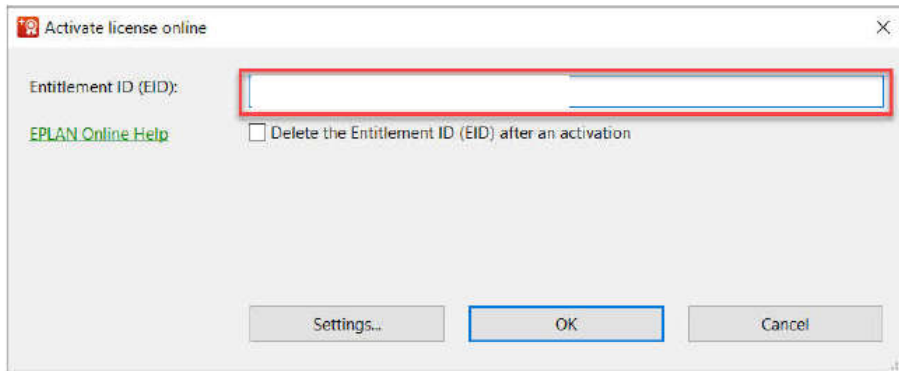 Activate license online
Entitlement ID (EID):
EPLAN Online Help
Delete the Entitlement ID (EID) after an activation
Settings...
OK
Cancel